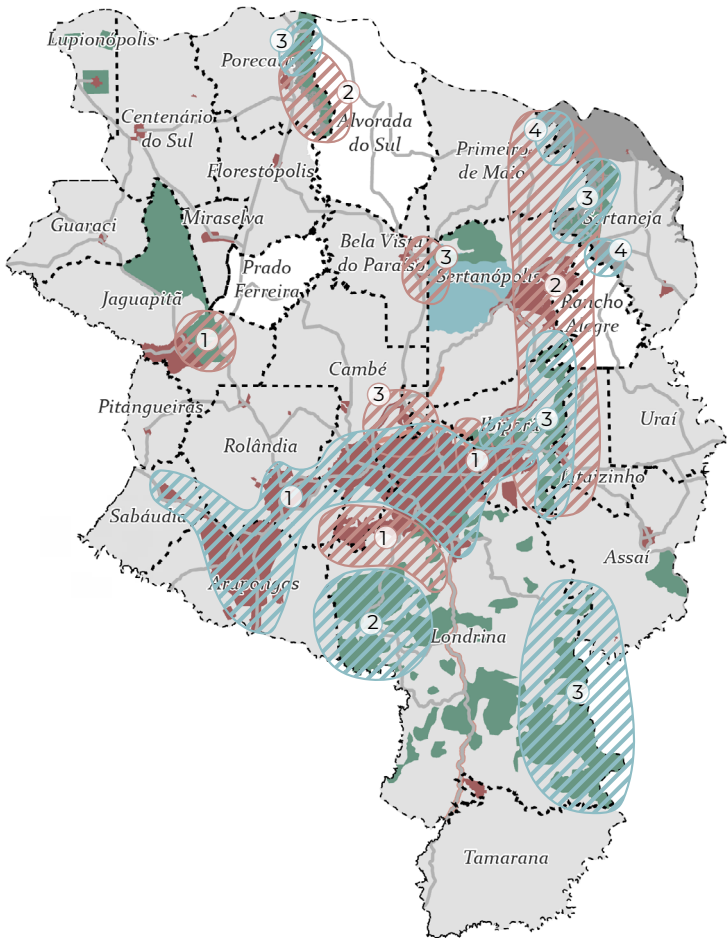 Lupionópolis
3
Porecatu
2
Centenário
do Sul
Alvorada
do Sul
4
Primeiro
de Maio
Florestópolis
3
Guaraci
Miraselva
Sertaneja
Bela Vista
do Paraíso
3
4
Prado
Ferreira
Sertanópolis
2
Jaguapitã
Rancho
Alegre
1
Cambé
3
Pitangueiras
Ibiporã
3
Uraí
Rolândia
1
1
Jataizinho
Sabáudia
1
Assaí
Arapongas
2
Londrina
3
Tamarana